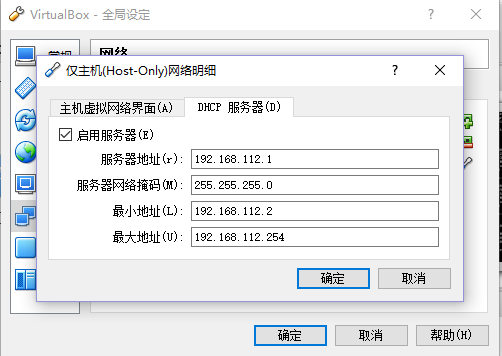 VirtualBox - 全局设定
网络
仅主机(Host-Only)网络明细
主机虚拟网络界面(A)
DHCP 服务器(D)
启用服务器(E)
服务器地址(r): 192.168.112.1
服务器网络掩码(M): 255.255.255.0
最小地址(L): 192.168.112.2
最大地址(U): 192.168.112.254
确定 取消
确定 取消 帮助(H)